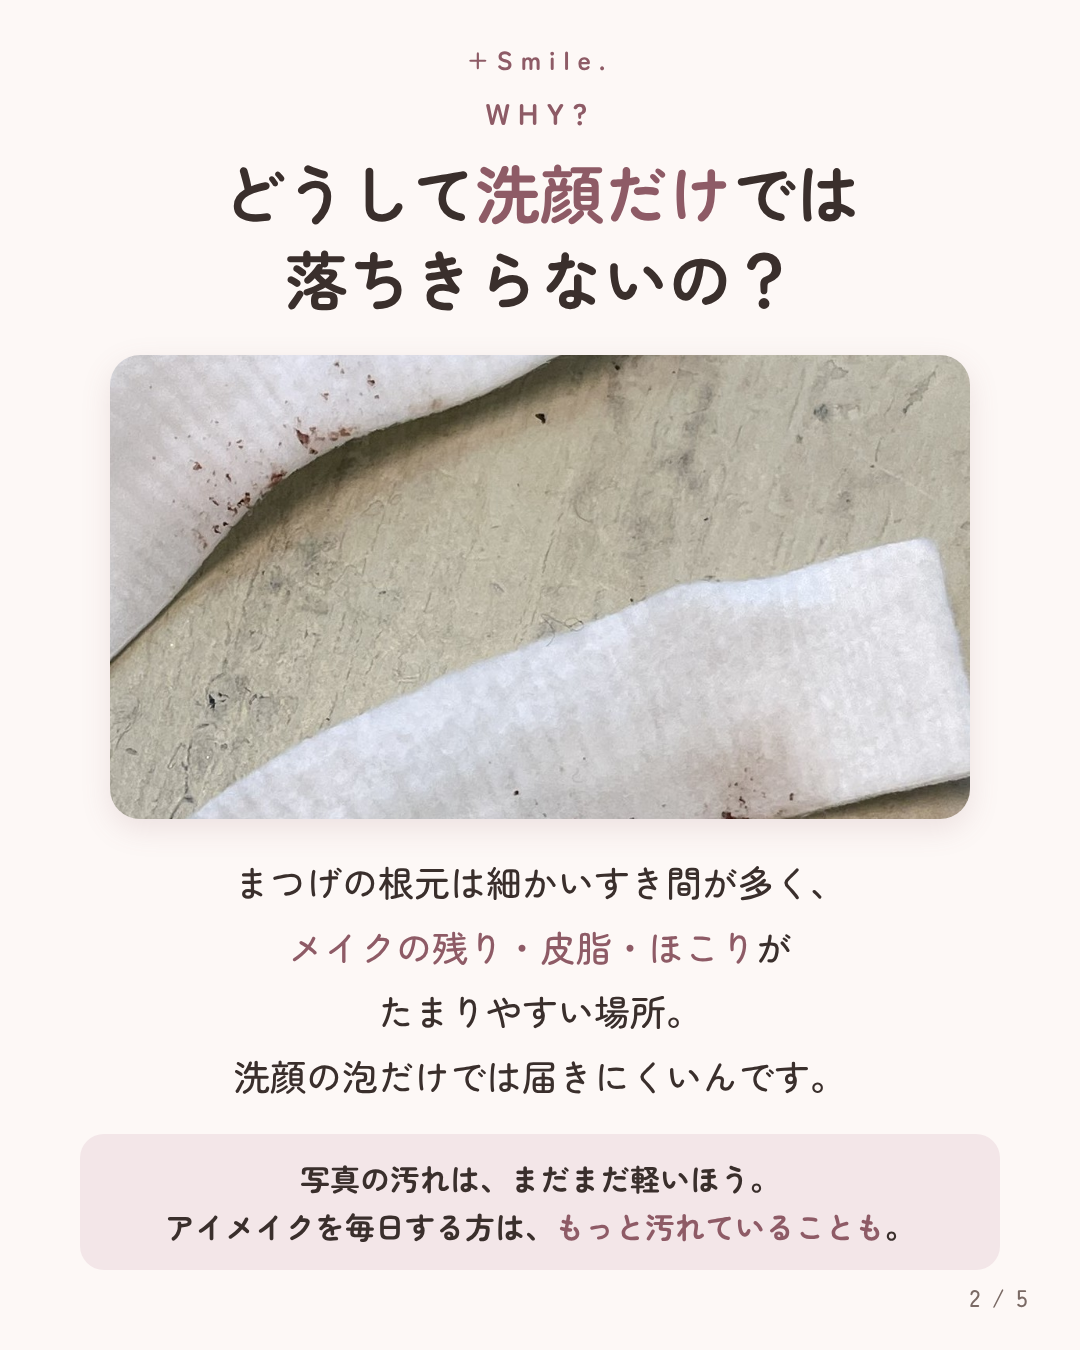 +Smile.
WHY?
どうして洗顔だけでは
落ちきらないの？
まつげの根元は細かいすき間が多く、
メイクの残り・皮脂・ほこりが
たまりやすい場所。
洗顔の泡だけでは届きにくいんです。
写真の汚れは、まだまだ軽いほう。
アイメイクを毎日する方は、もっと汚れていることも。
2 / 5